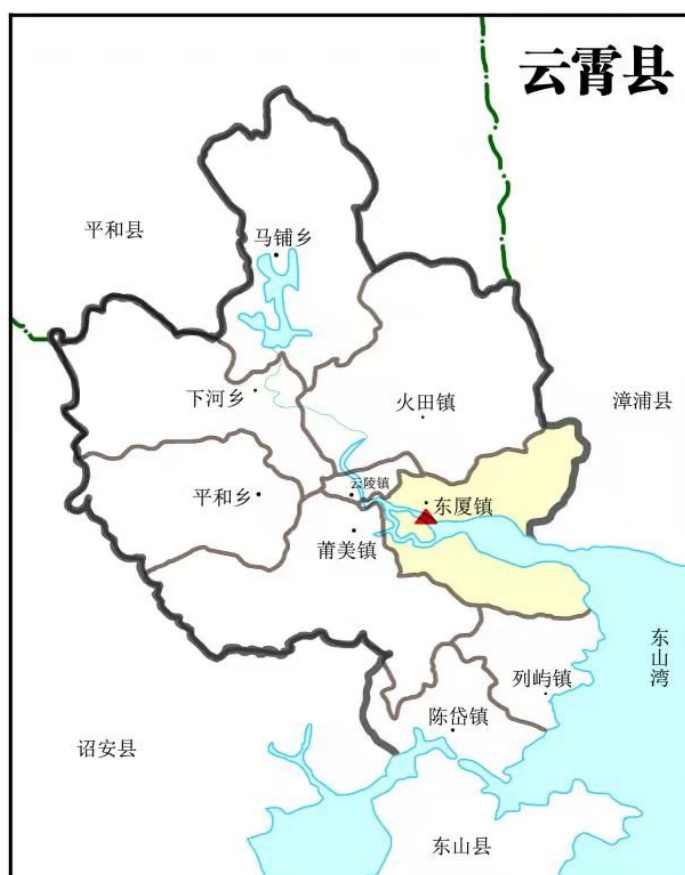 云霄县
平和县
马铺乡
下河乡
火田镇
漳浦县
云陵镇
平和乡
东厦镇
莆美镇
东山湾
列屿镇
陈岱镇
诏安县
东山县